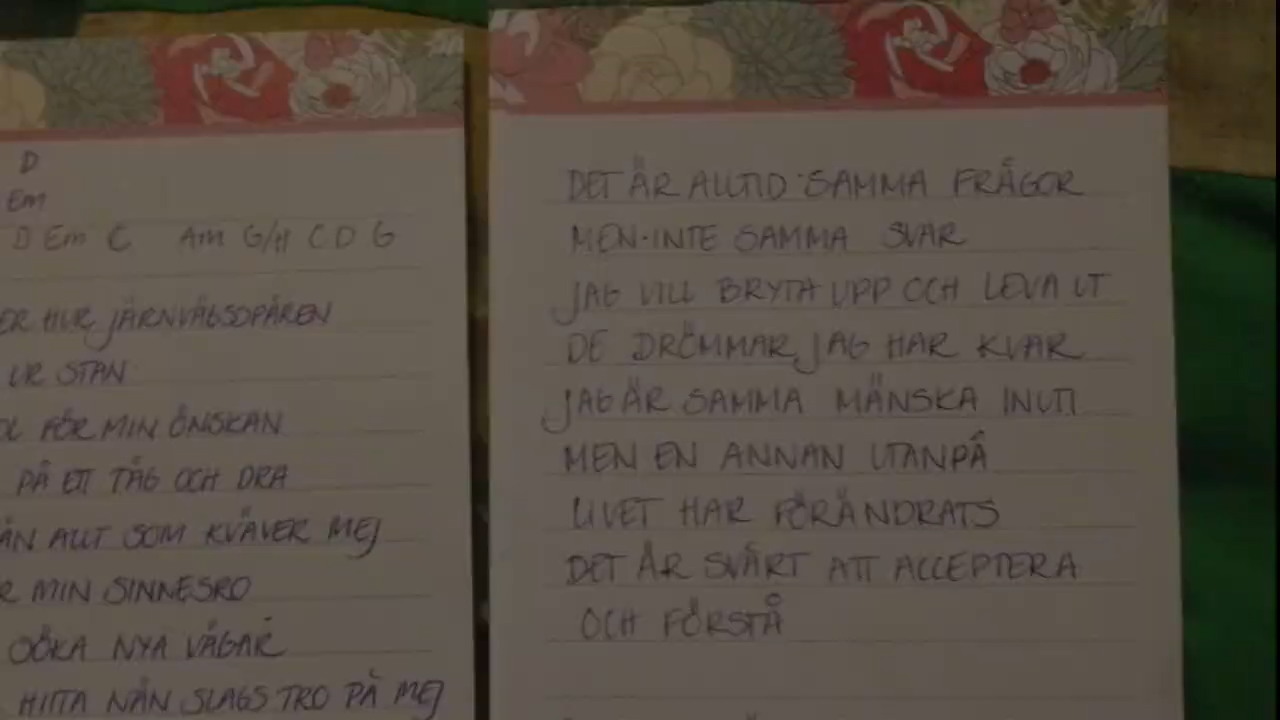 D
Em
D Em C Am G/H C D G
ER HUR JÄRNVÄGSPÅREN
UR STAN
FÖR MIN ÖNSKAN
PÅ ETT TÅG OCH DRA
ÅN ALLT SOM KVÄVER MEJ
R MIN SINNESRO
SÖKA NYA VÄGAR
HITTA NÅN SLAGS TRO PÅ MEJ
DET ÄR ALLTID SAMMA FRÅGOR
MEN INTE SAMMA SVAR
JAG VILL BRYTA UPP OCH LEVA UT
DE DRÖMMAR JAG HAR KVAR
JAG ÄR SAMMA MÄNSKA INUTI
MEN EN ANNAN UTANPÅ
LIVET HAR FÖRÄNDRATS
DET ÄR SVÅRT ATT ACCEPTERA
OCH FÖRSTÅ